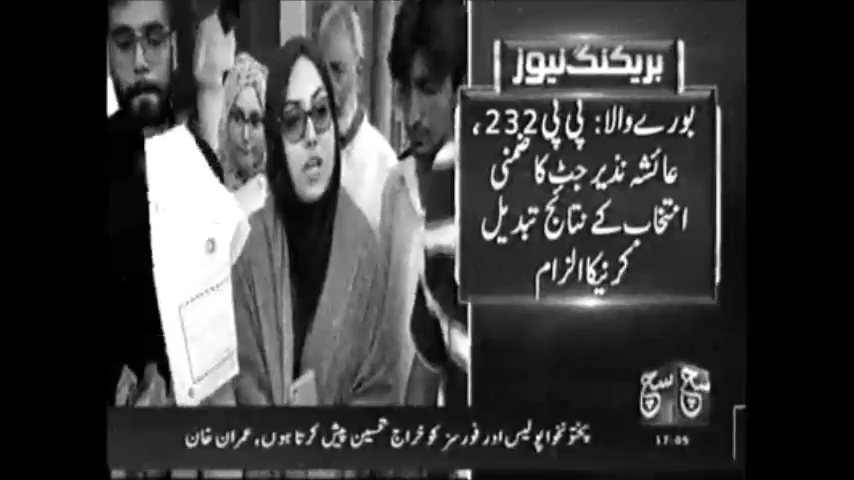 بریکنگ نیوز
بورے والا: پی پی 232،
عائشہ نذیر جٹ کا ضمنی
انتخاب کے نتائج تبدیل
کرنیکا الزام
سچ سچ
17:05
پختونخوا پولیس اور فورسز کو خراج تحسین پیش کرتا ہوں، عمران خان